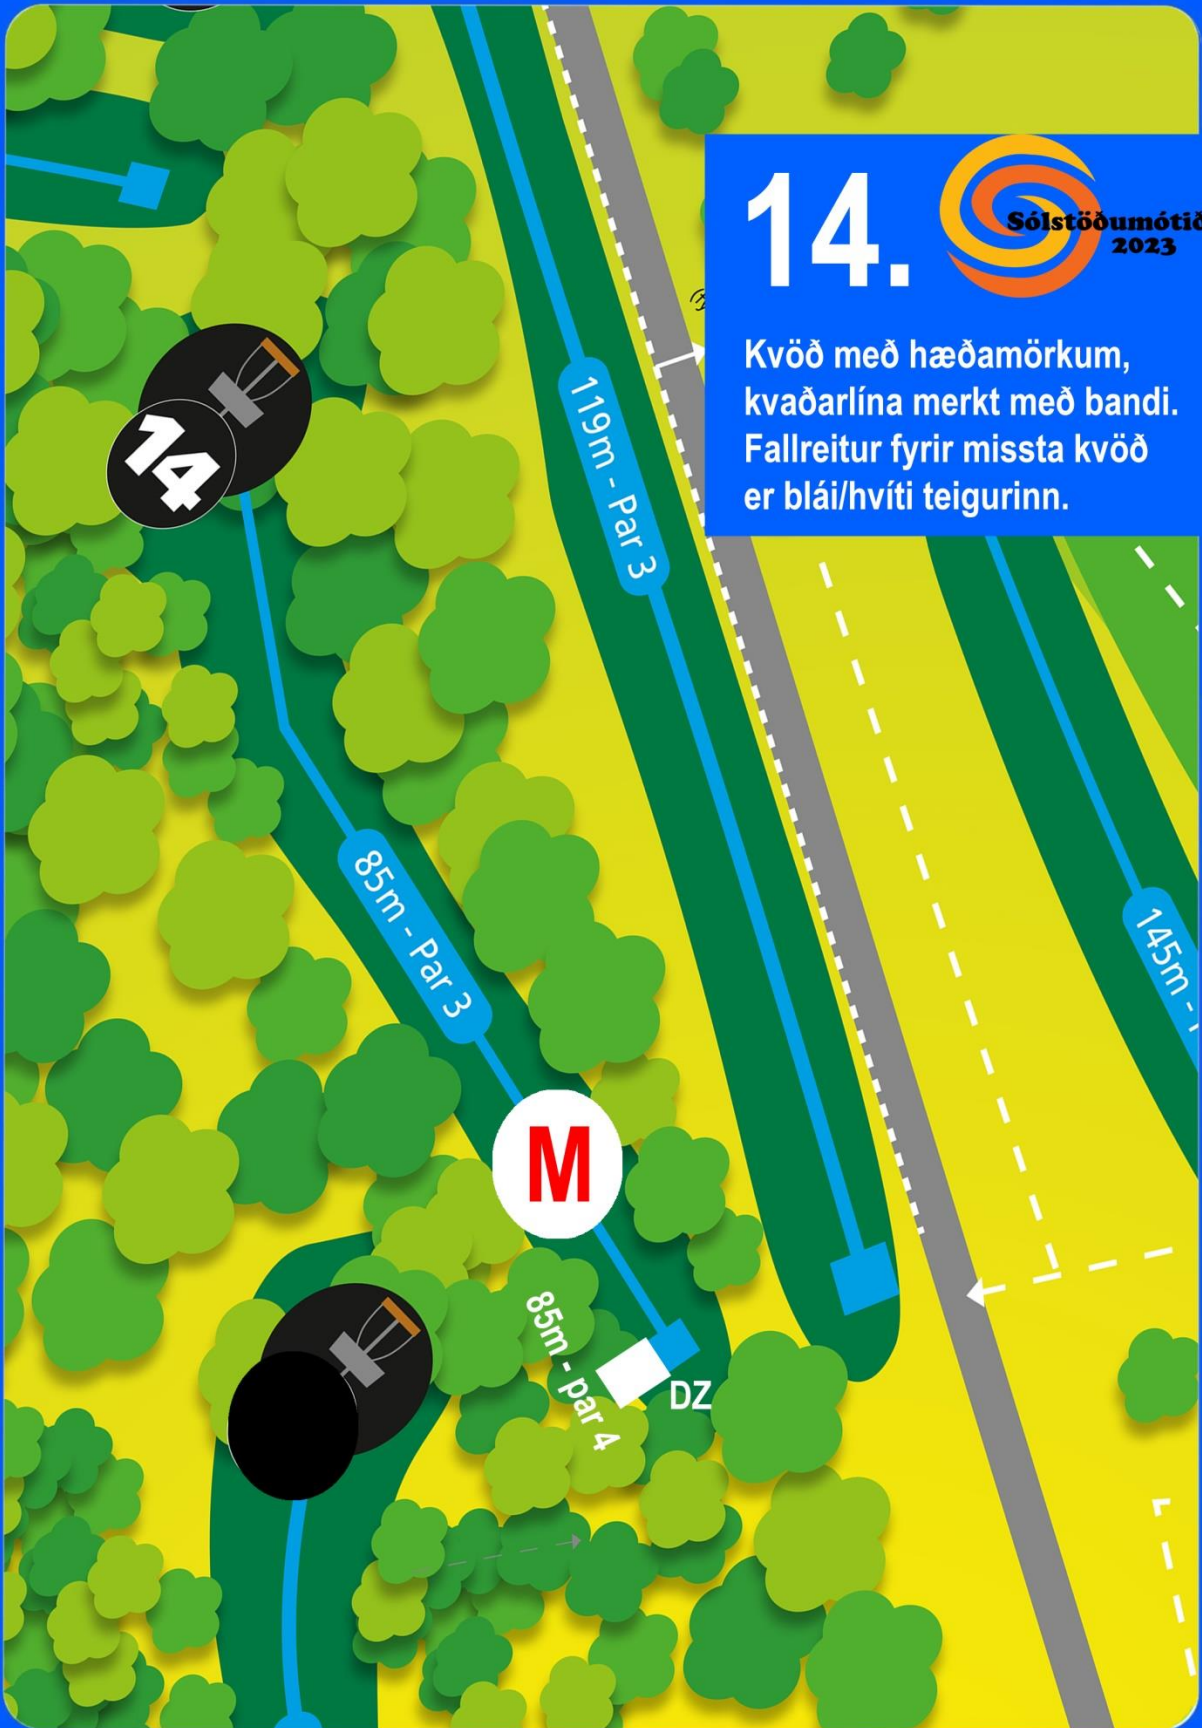 14.
Sólstöðumótið
2023
Kvöð með hæðamörkum,
kvaðarlína merkt með bandi.
Fallreitur fyrir missta kvöð
er blái/hvíti teigurinn.
119m - Par 3
14
85m - Par 3
145m -
M
85m - par 4
DZ